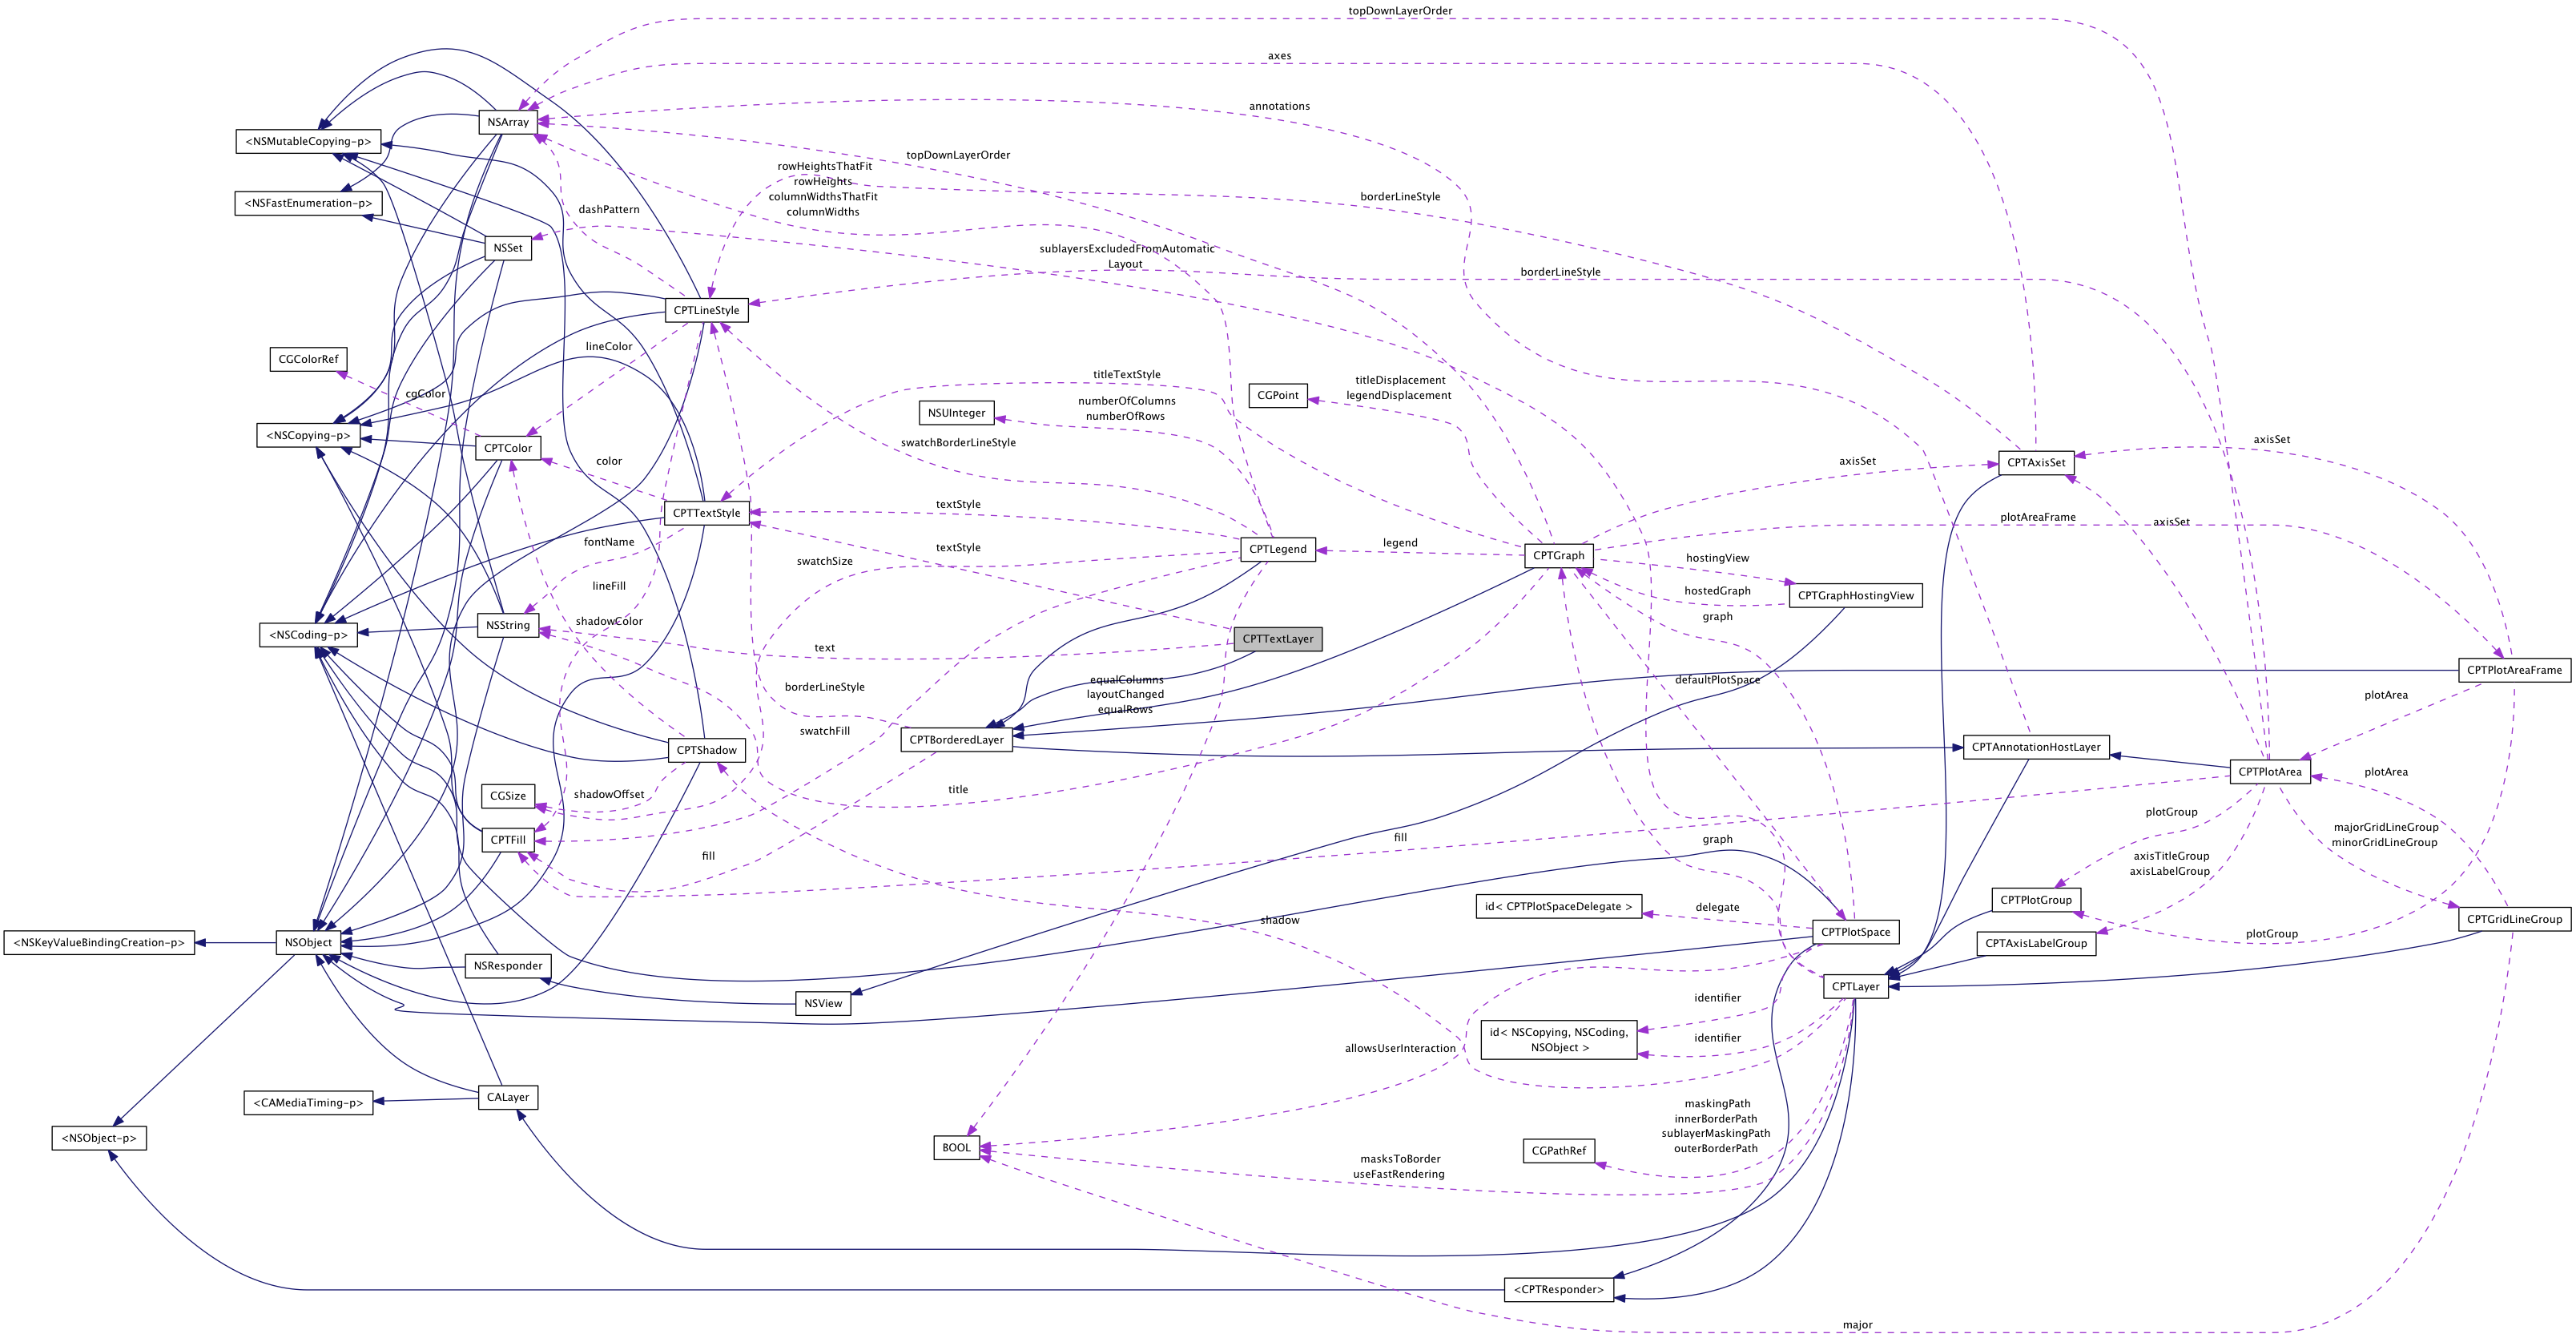 topDownLayerOrder
axes
annotations
NSArray
<NSMutableCopying-p>
topDownLayerOrder
rowHeightsThatFit
rowHeights
columnWidthsThatFit
columnWidths
borderLineStyle
<NSFastEnumeration-p>
dashPattern
NSSet
sublayersExcludedFromAutomatic
Layout
borderLineStyle
CPTLineStyle
CGColorRef
lineColor
titleTextStyle
titleDisplacement
legendDisplacement
CGPoint
cgColor
NSUInteger
numberOfColumns
numberOfRows
<NSCopying-p>
CPTColor
swatchBorderLineStyle
axisSet
color
axisSet
CPTAxisSet
textStyle
CPTTextStyle
plotAreaFrame
axisSet
fontName
textStyle
CPTLegend
legend
CPTGraph
hostingView
swatchSize
lineFill
hostedGraph
CPTGraphHostingView
shadowColor
graph
NSString
<NSCoding-p>
CPTTextLayer
text
CPTPlotAreaFrame
borderLineStyle
equalColumns
layoutChanged
equalRows
defaultPlotSpace
plotArea
swatchFill
CPTBorderedLayer
CPTShadow
CPTAnnotationHostLayer
CPTPlotArea
plotArea
CGSize
shadowOffset
title
plotGroup
CPTFill
fill
fill
graph
majorGridLineGroup
minorGridLineGroup
axisTitleGroup
axisLabelGroup
id< CPTPlotSpaceDelegate >
delegate
CPTPlotGroup
shadow
CPTPlotSpace
CPTGridLineGroup
plotGroup
<NSKeyValueBindingCreation-p>
NSObject
CPTAxisLabelGroup
NSResponder
CPTLayer
NSView
identifier
id< NSCopying, NSCoding,
NSObject >
identifier
allowsUserInteraction
CALayer
<CAMediaTiming-p>
maskingPath
innerBorderPath
sublayerMaskingPath
outerBorderPath
<NSObject-p>
BOOL
CGPathRef
masksToBorder
useFastRendering
<CPTResponder>
major